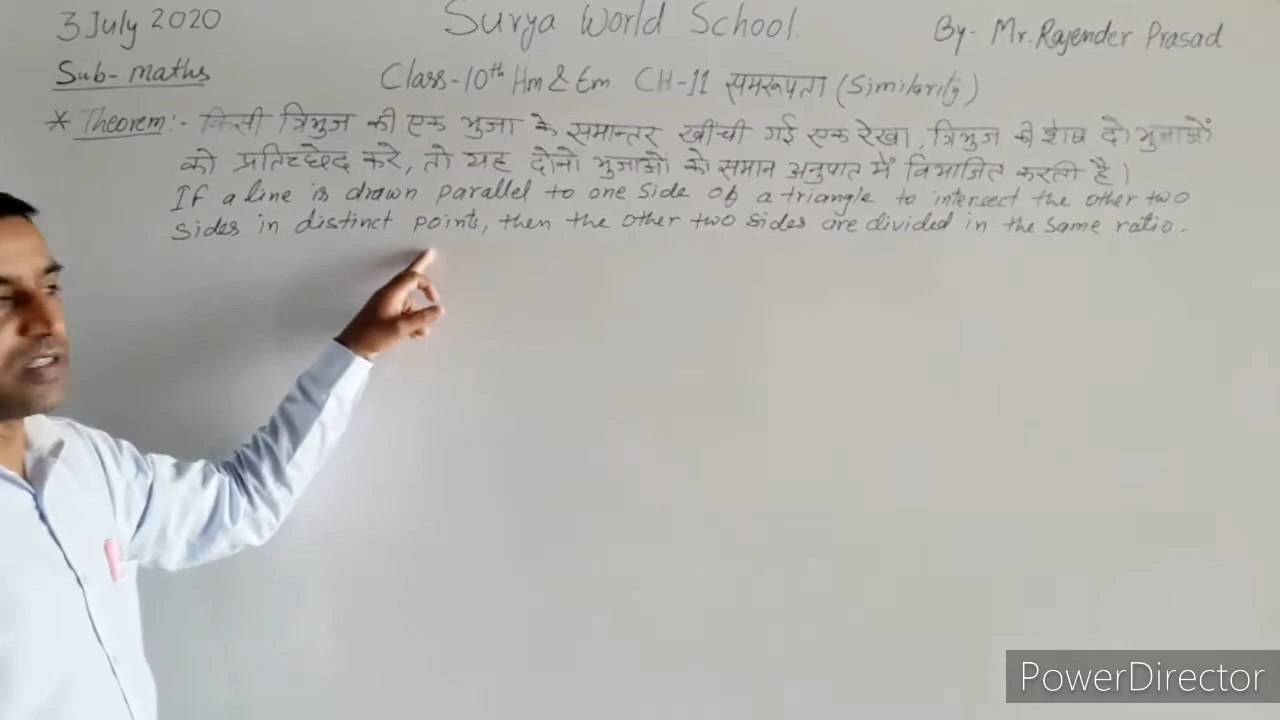 3 July 2020 Surya World School. By- Mr. Rajender Prasad
Sub- maths Class-10th Hm & Em CH-11 समरूपता (Similarity)
* Theorem:- किसी त्रिभुज की एक भुजा के समान्तर खींची गई एक रेखा, त्रिभुज की शेष दो भुजाओं
को प्रतिच्छेद करे, तो यह दोनो भुजाओं को समान अनुपात में विभाजित करती है।
If a line is drawn parallel to one side of a triangle to intersect the other two
sides in distinct points, then the other two sides are divided in the same ratio.
PowerDirector